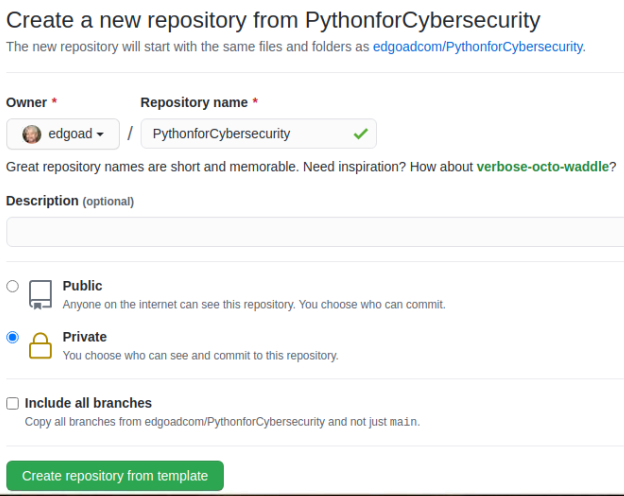 Create a new repository from PythonforCybersecurity
The new repository will start with the same files and folders as edgoadcom/PythonforCybersecurity.
Owner * Repository name *
edgoad / PythonforCybersecurity
Great repository names are short and memorable. Need inspiration? How about verbose-octo-waddle?
Description (optional)
Public
Anyone on the internet can see this repository. You choose who can commit.
Private
You choose who can see and commit to this repository.
Include all branches
Copy all branches from edgoadcom/PythonforCybersecurity and not just main.
Create repository from template